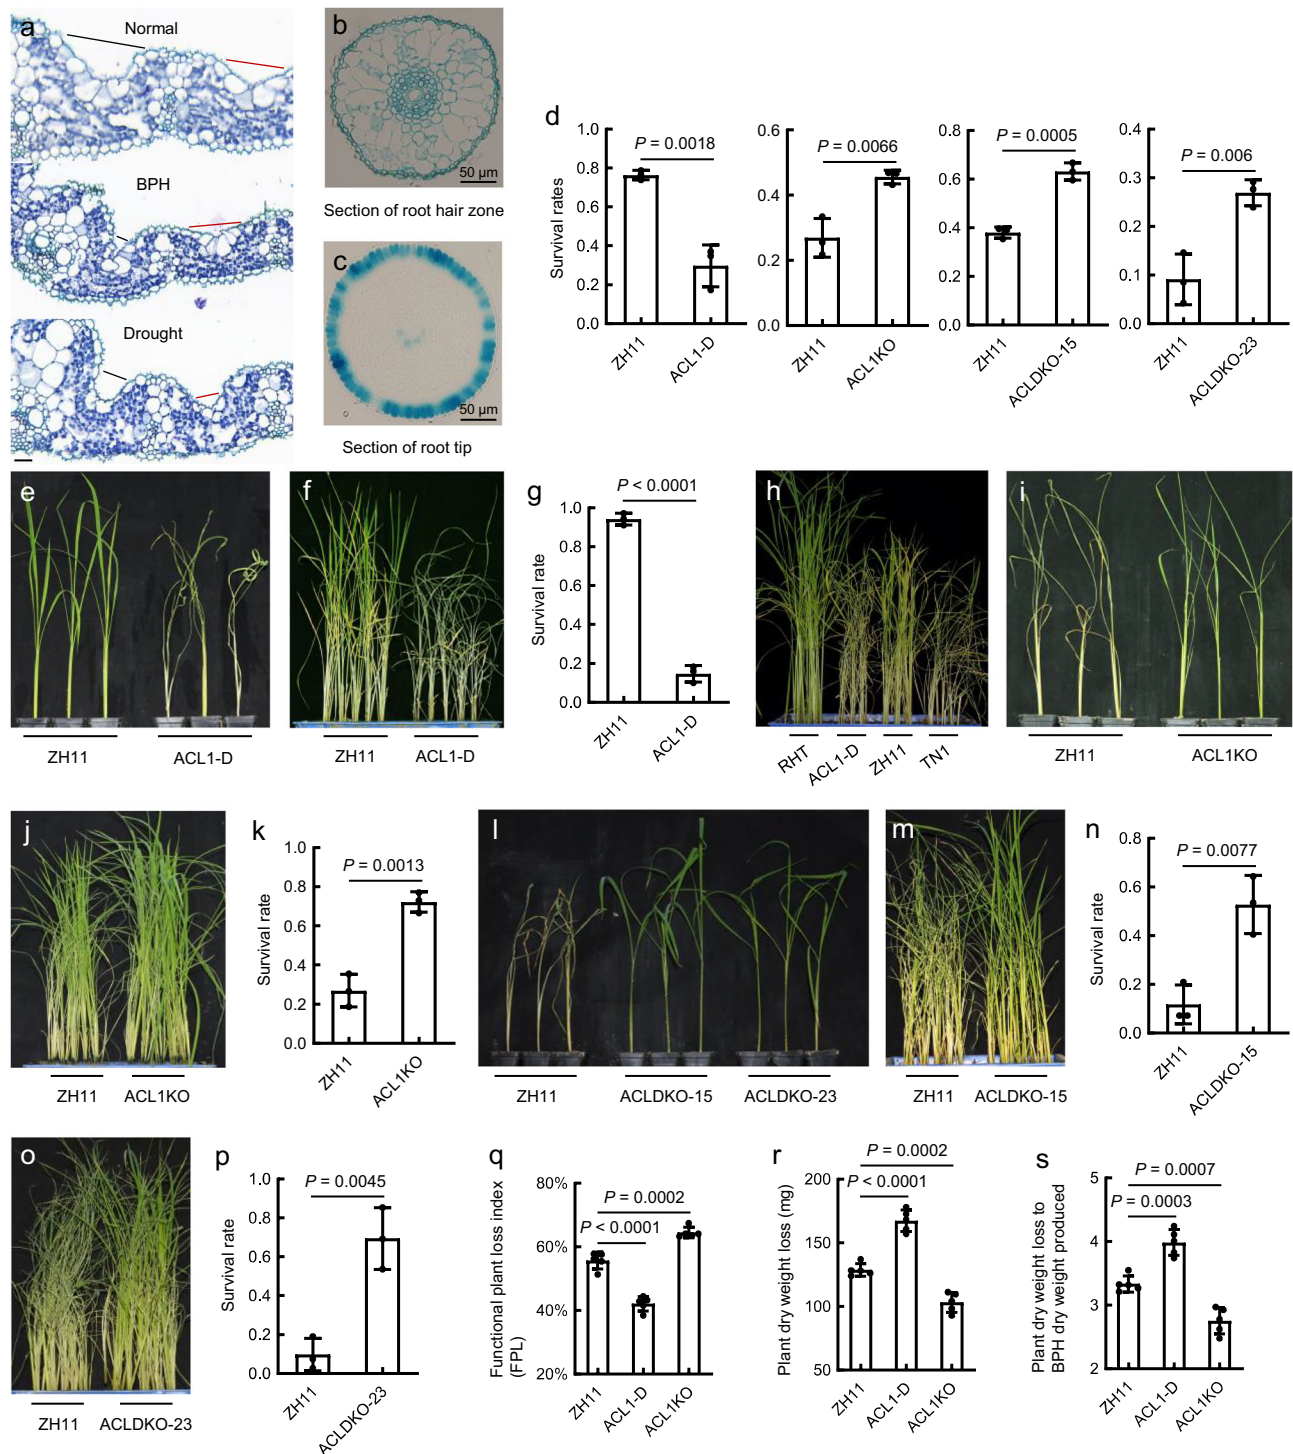 a
Normal
BPH
Drought
b
50 µm
Section of root hair zone
c
50 µm
Section of root tip
d
Survival rates
1.0
0.8
0.6
0.4
0.2
0.0
P = 0.0018
ZH11
ACL1-D
0.6
0.4
0.2
0.0
P = 0.0066
ZH11
ACL1KO
0.8
0.6
0.4
0.2
0.0
P = 0.0005
ZH11
ACLDKO-15
0.4
0.3
0.2
0.1
0.0
P = 0.006
ZH11
ACLDKO-23
e
ZH11
ACL1-D
f
ZH11
ACL1-D
g
Survival rate
1.0
0.8
0.6
0.4
0.2
0.0
P < 0.0001
ZH11
ACL1-D
h
RHT
ACL1-D
ZH11
TN1
i
ZH11
ACL1KO
j
ZH11
ACL1KO
k
Survival rate
1.0
0.8
0.6
0.4
0.2
0.0
P = 0.0013
ZH11
ACL1KO
l
ZH11
ACLDKO-15
ACLDKO-23
m
ZH11
ACLDKO-15
n
Survival rate
0.8
0.6
0.4
0.2
0.0
P = 0.0077
ZH11
ACLDKO-15
o
ZH11
ACLDKO-23
p
Survival rate
1.0
0.8
0.6
0.4
0.2
0.0
P = 0.0045
ZH11
ACLDKO-23
q
Functional plant loss index
(FPL)
80%
60%
40%
20%
P = 0.0002
P < 0.0001
ZH11
ACL1-D
ACL1KO
r
Plant dry weight loss (mg)
200
150
100
50
P = 0.0002
P < 0.0001
ZH11
ACL1-D
ACL1KO
s
Plant dry weight loss to
BPH dry weight produced
5
4
3
2
P = 0.0007
P = 0.0003
ZH11
ACL1-D
ACL1KO